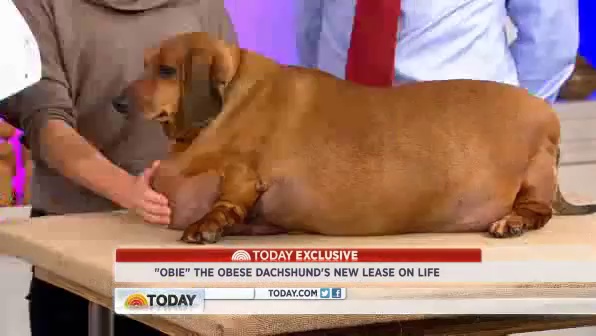 TODAY EXCLUSIVE
"OBIE" THE OBESE DACHSHUND'S NEW LEASE ON LIFE
TODAY TODAY.COM